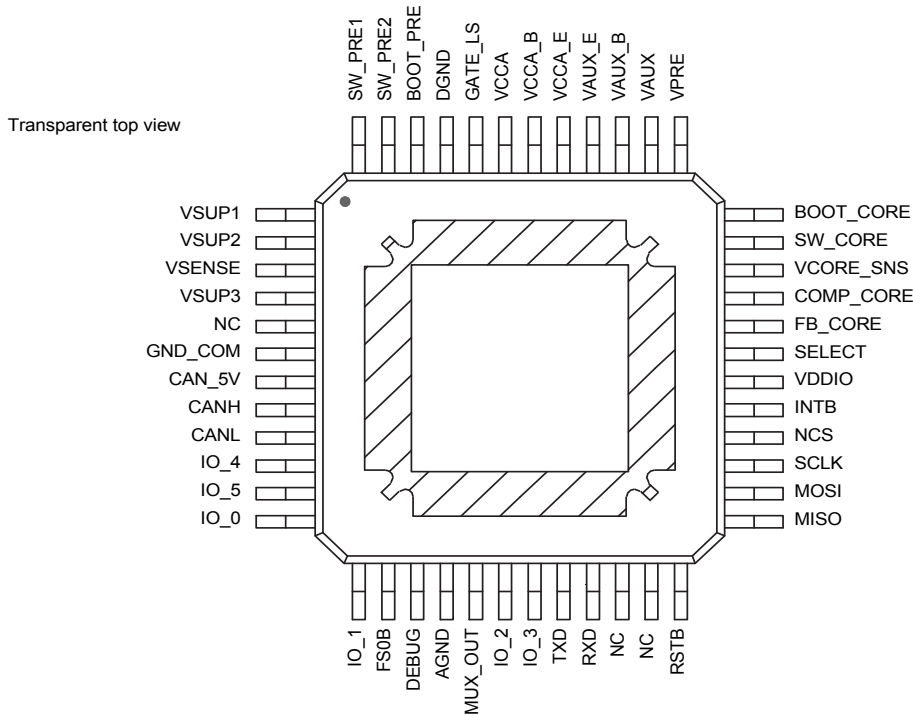 SW_PRE1
SW_PRE2
BOOT_PRE
DGND
GATE_LS
VCCA
VCCA_B
VCCA_E
VAUX_E
VAUX_B
VAUX
VPRE
Transparent top view
VSUP1
VSUP2
VSENSE
VSUP3
NC
GND_COM
CAN_5V
CANH
CANL
IO_4
IO_5
IO_0
BOOT_CORE
SW_CORE
VCORE_SNS
COMP_CORE
FB_CORE
SELECT
VDDIO
INTB
NCS
SCLK
MOSI
MISO
IO_1
FS0B
DEBUG
AGND
MUX_OUT
IO_2
IO_3
TXD
RXD
NC
NC
RSTB